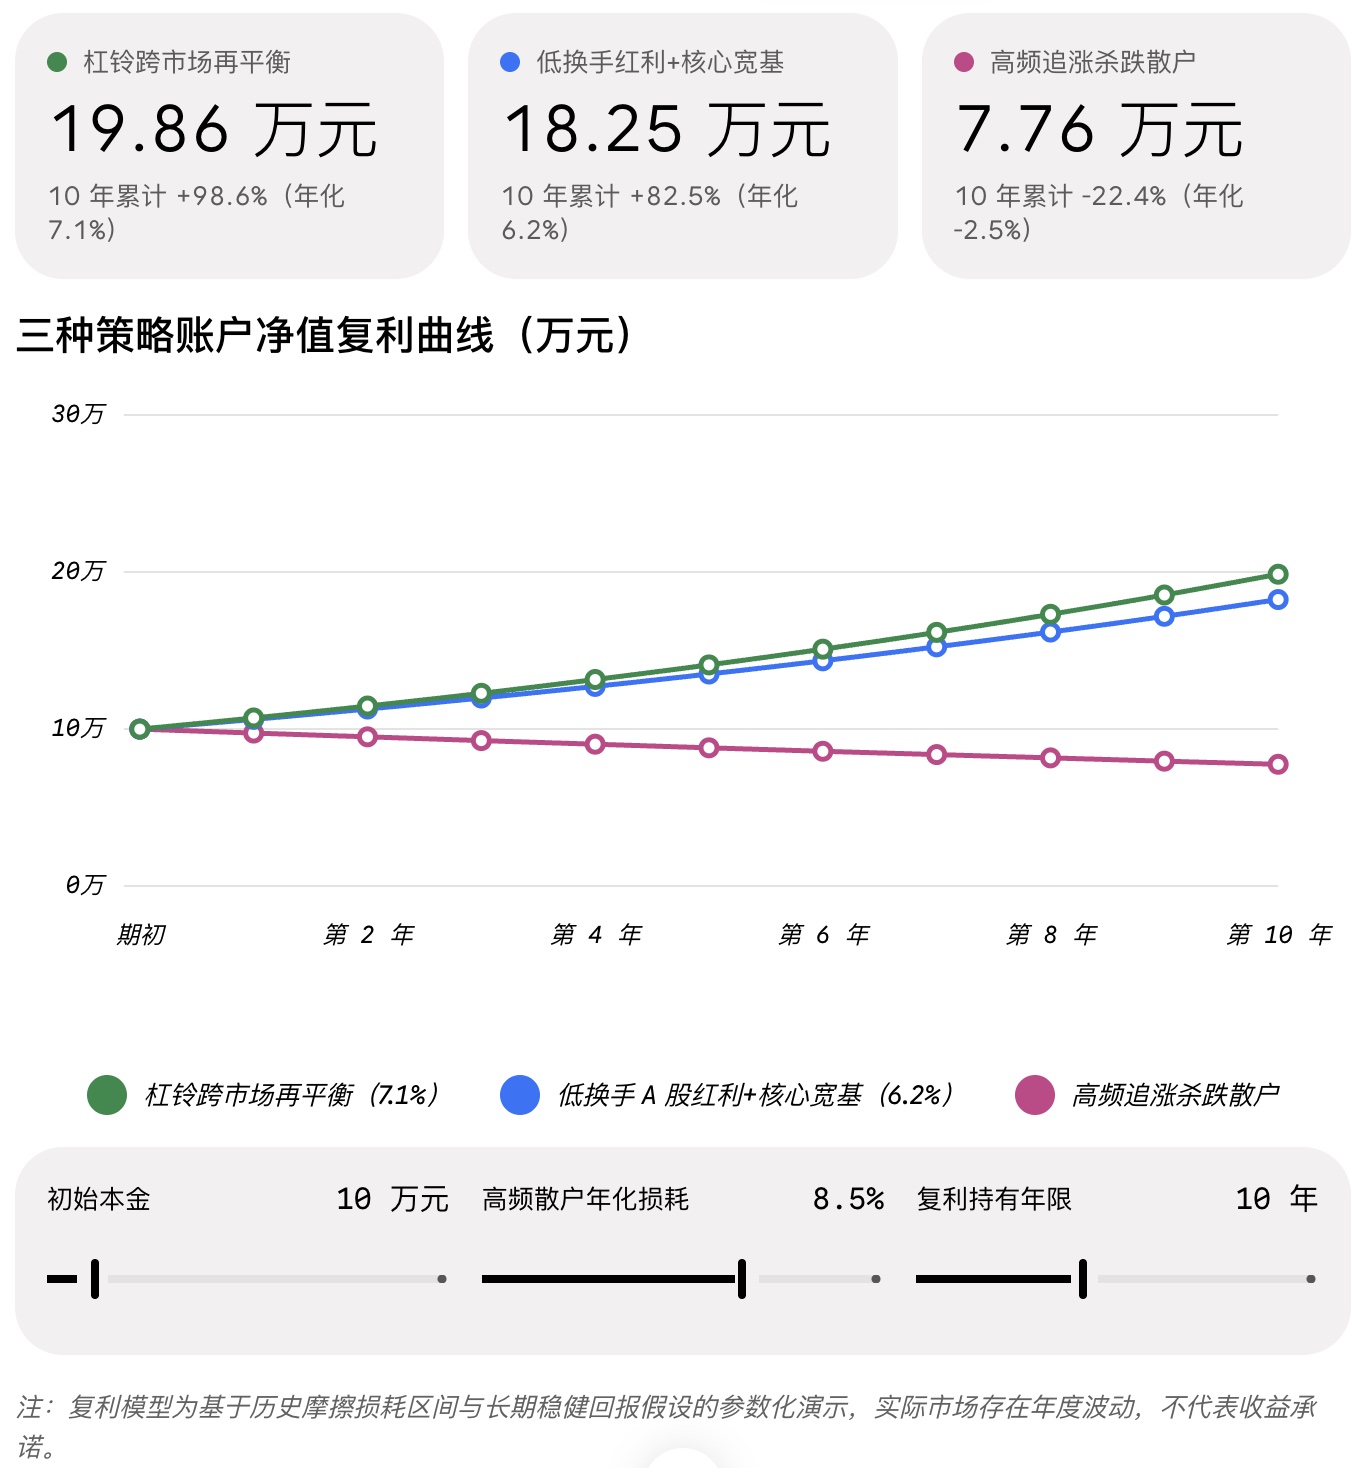 杠铃跨市场再平衡
19.86 万元
10 年累计 +98.6%（年化
7.1%）
低换手红利+核心宽基
18.25 万元
10 年累计 +82.5%（年化
6.2%）
高频追涨杀跌散户
7.76 万元
10 年累计 -22.4%（年化
-2.5%）
三种策略账户净值复利曲线（万元）
30万
20万
10万
0万
期初
第 2 年
第 4 年
第 6 年
第 8 年
第 10 年
杠铃跨市场再平衡（7.1%）
低换手 A 股红利+核心宽基（6.2%）
高频追涨杀跌散户
初始本金
10 万元
高频散户年化损耗
8.5%
复利持有年限
10 年
注：复利模型为基于历史摩擦损耗区间与长期稳健回报假设的参数化演示，实际市场存在年度波动，不代表收益承
诺。